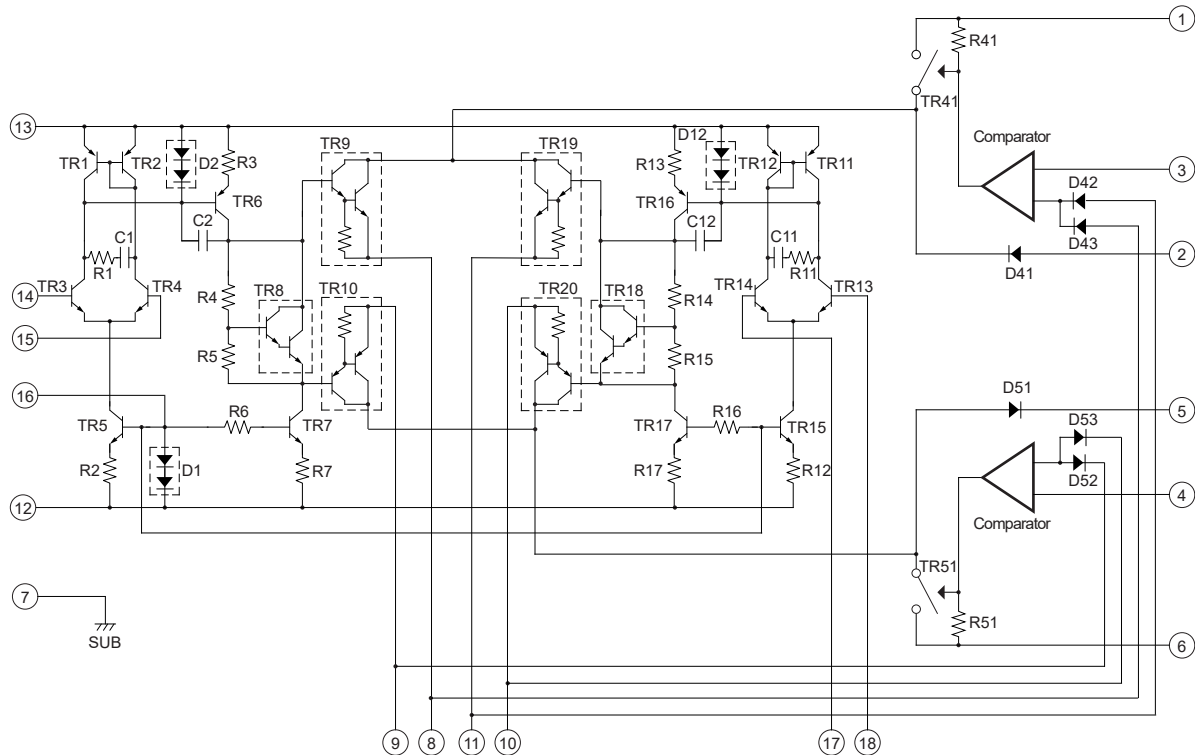 1
R41
TR41
Comparator
3
D42
D43
2
D41
13
TR1
TR2
D2
R3
TR9
TR19
R13
D12
TR12
TR11
TR6
C2
TR16
C12
R1
C1
C11
R11
14
TR3
TR4
R4
TR8
TR10
TR20
TR18
R14
TR14
TR13
15
R5
R15
16
D51
5
D53
D52
TR5
R6
TR7
TR17
R16
TR15
R2
D1
R7
R17
R12
4
Comparator
12
7
SUB
TR51
R51
6
9
8
11
10
17
18